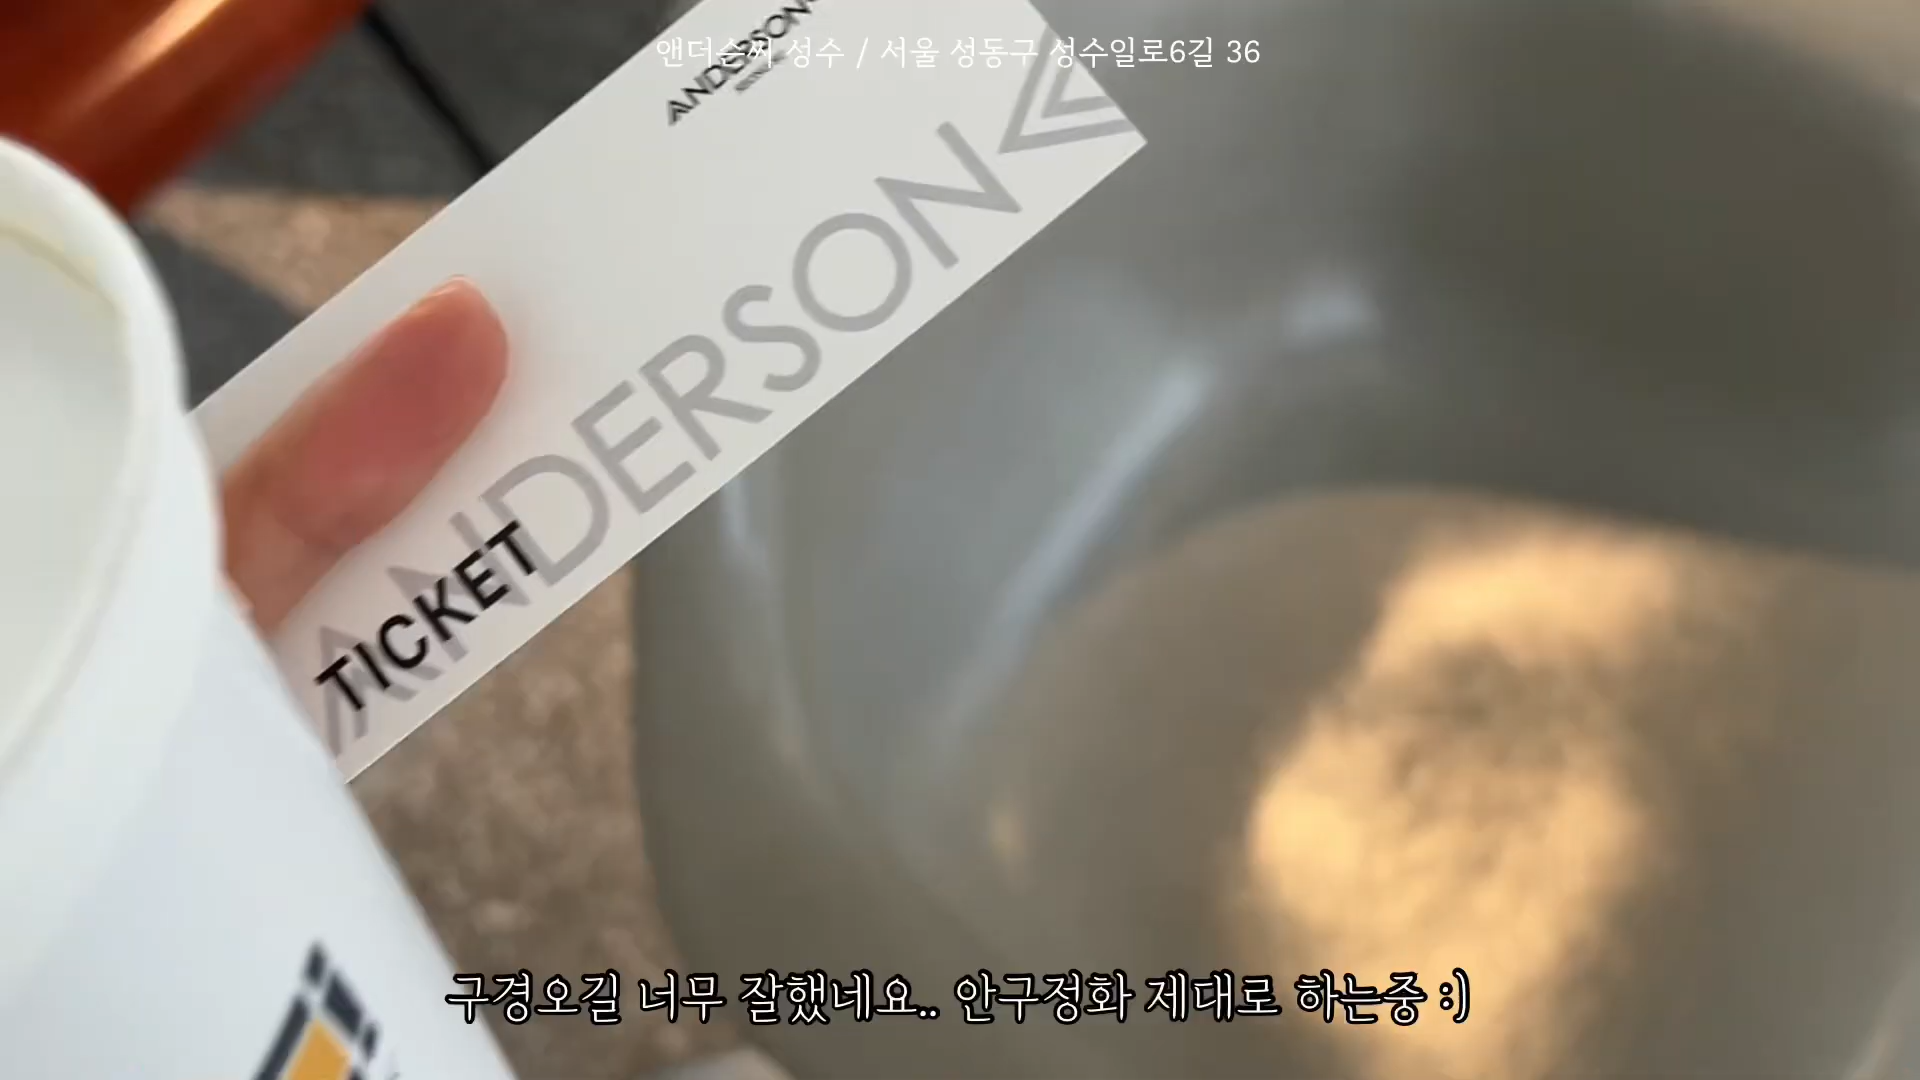 앤더슨씨 성수 / 서울 성동구 성수일로6길 36
ANDERSON
ANDERSON
TICKET
구경오길 너무 잘했네요.. 안구정화 제대로 하는중 :)